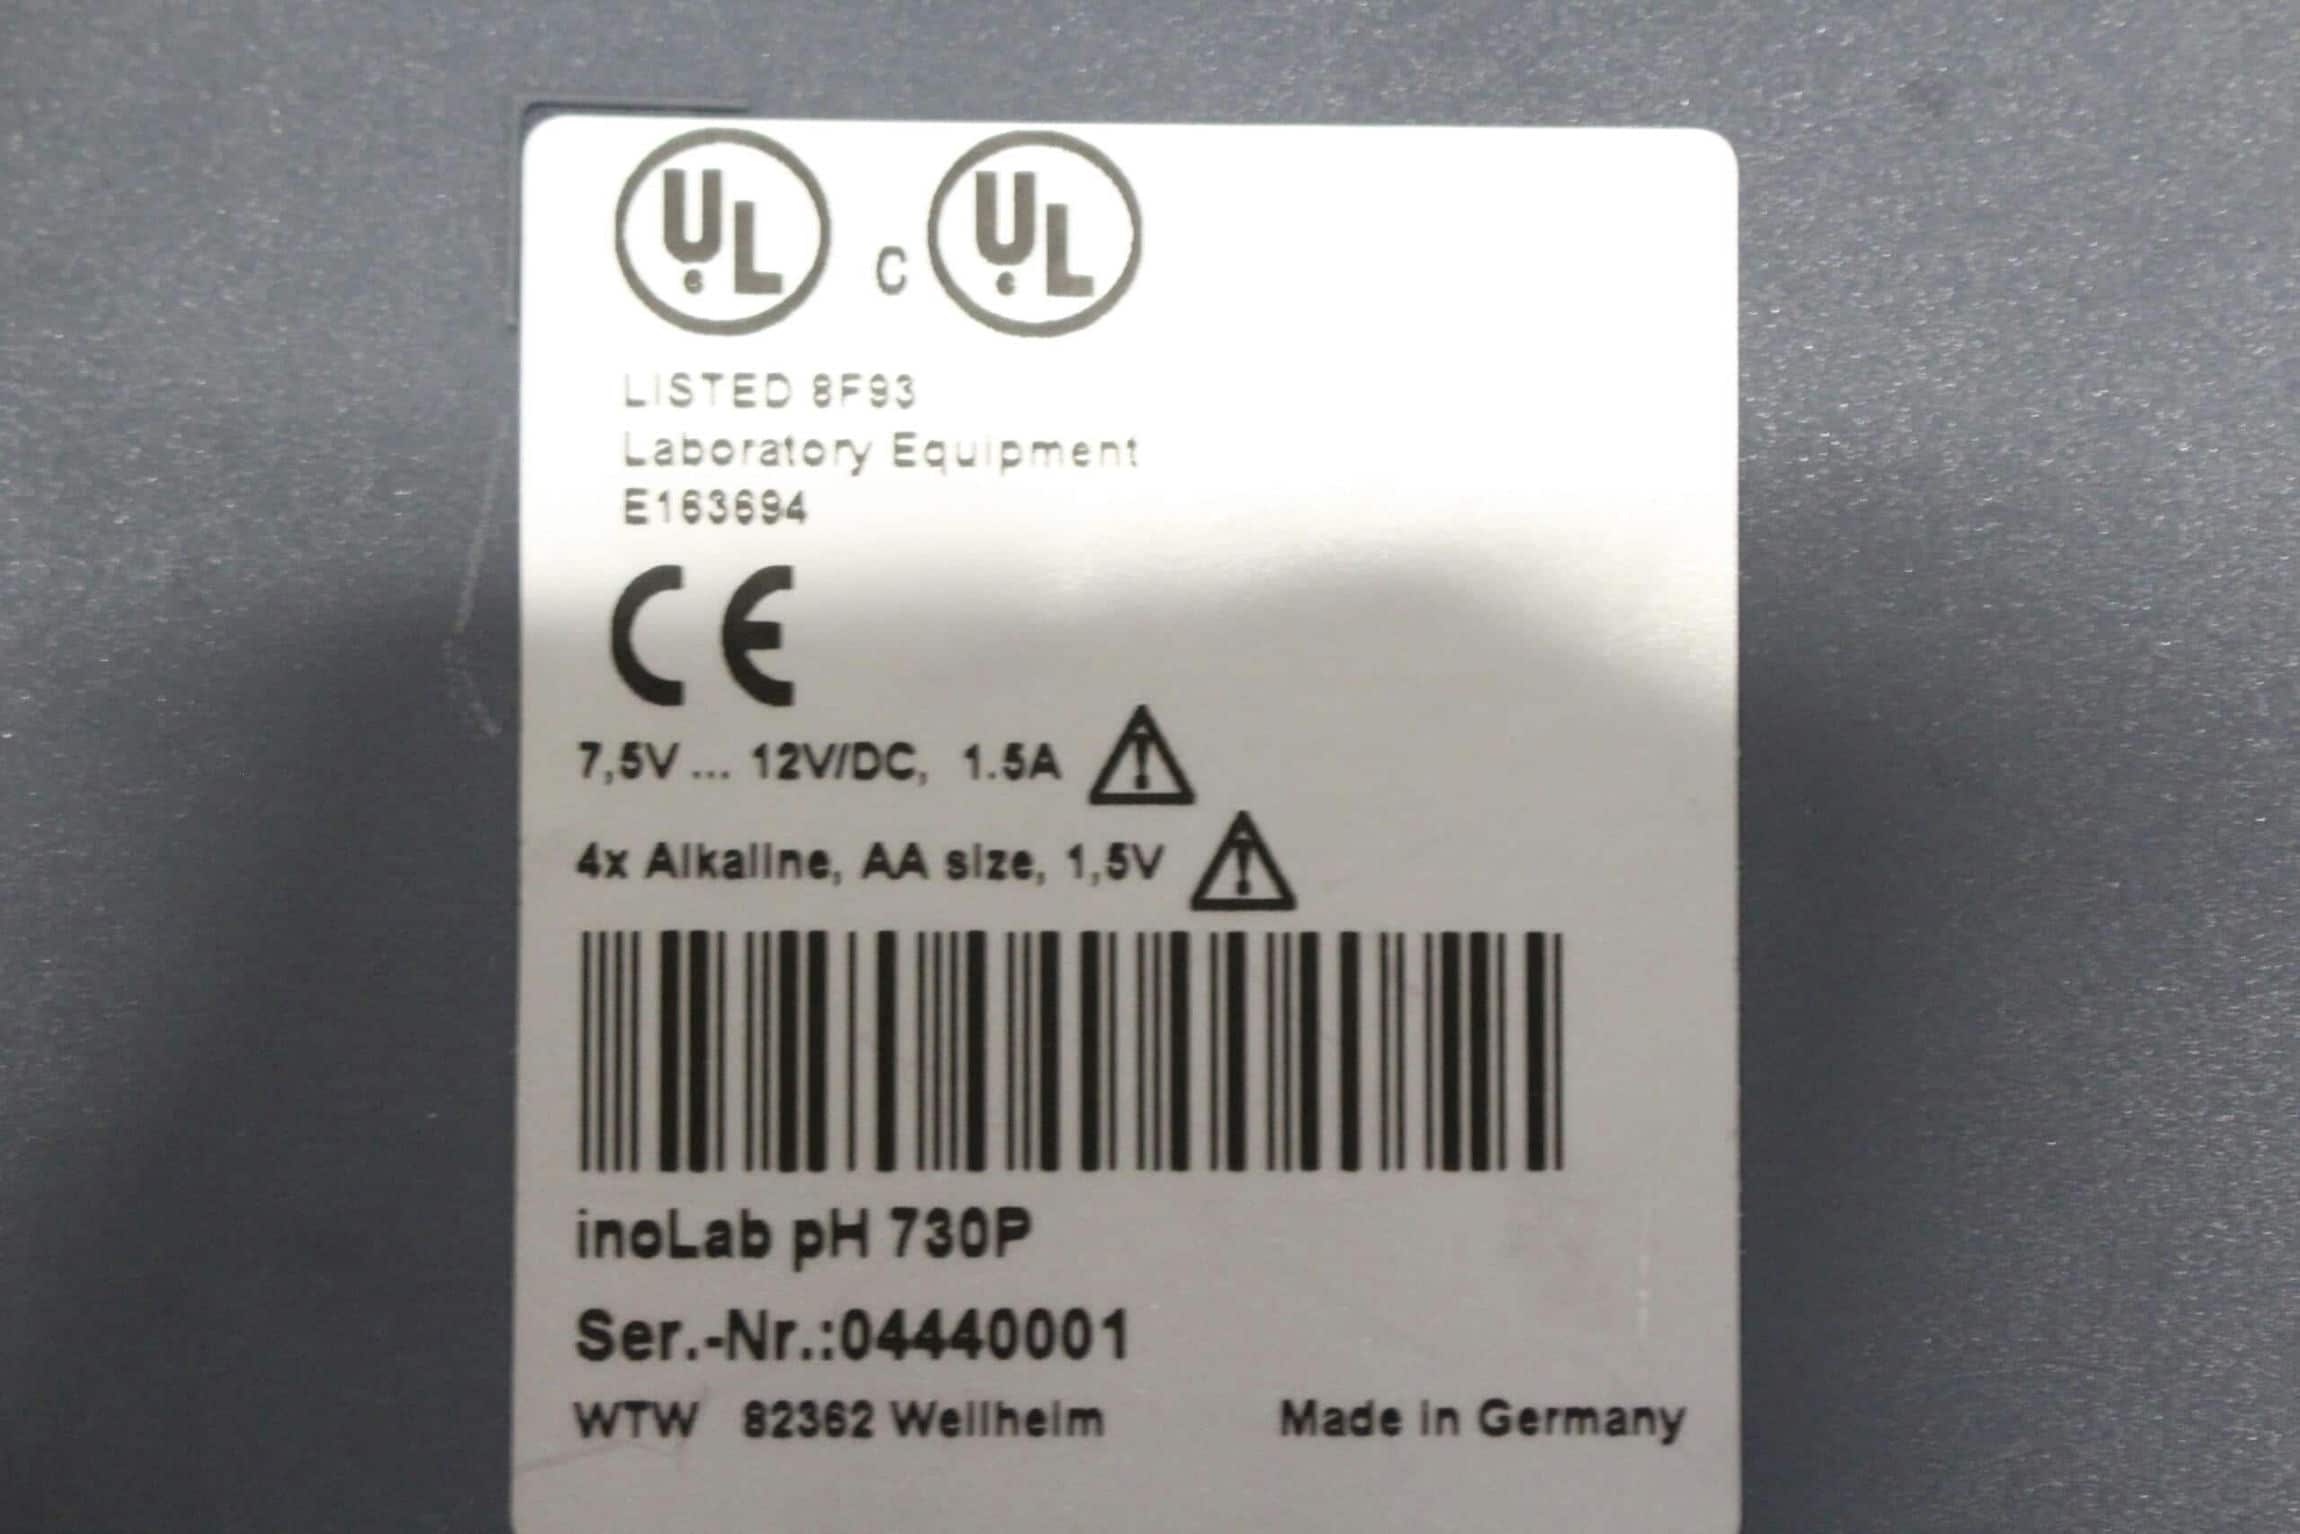 UL c UL
LISTED 8F93
Laboratory Equipment
E163694
CE
7,5V ... 12V/DC, 1.5A
4x Alkaline, AA size, 1,5V
inoLab pH 730P
Ser.-Nr.:04440001
WTW 82362 Weilheim Made in Germany